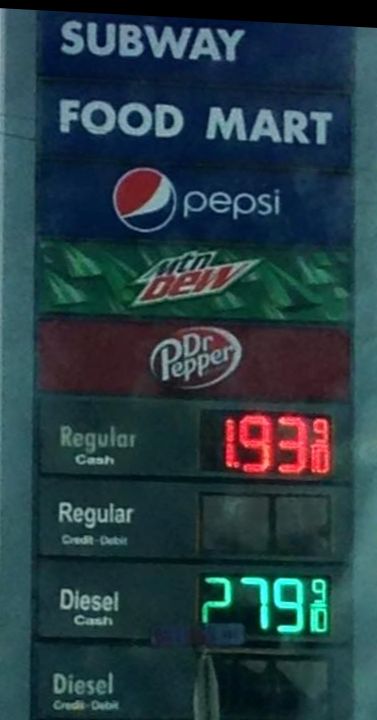 SUBWAY
FOOD MART
pepsi
Mtn
Dew
Dr
Pepper
Regular
Cash
1.93 9/10
Regular
Credit-Debit
Diesel
Cash
2.79 9/10
Diesel
Credit-Debit